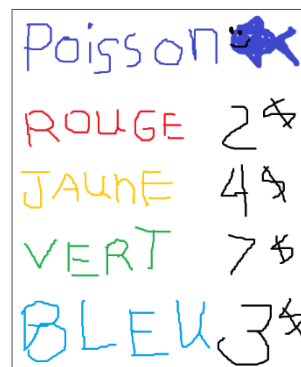 Poisson
ROUGE 2$
JAUNE 4$
VERT 7$
BLEU 3$